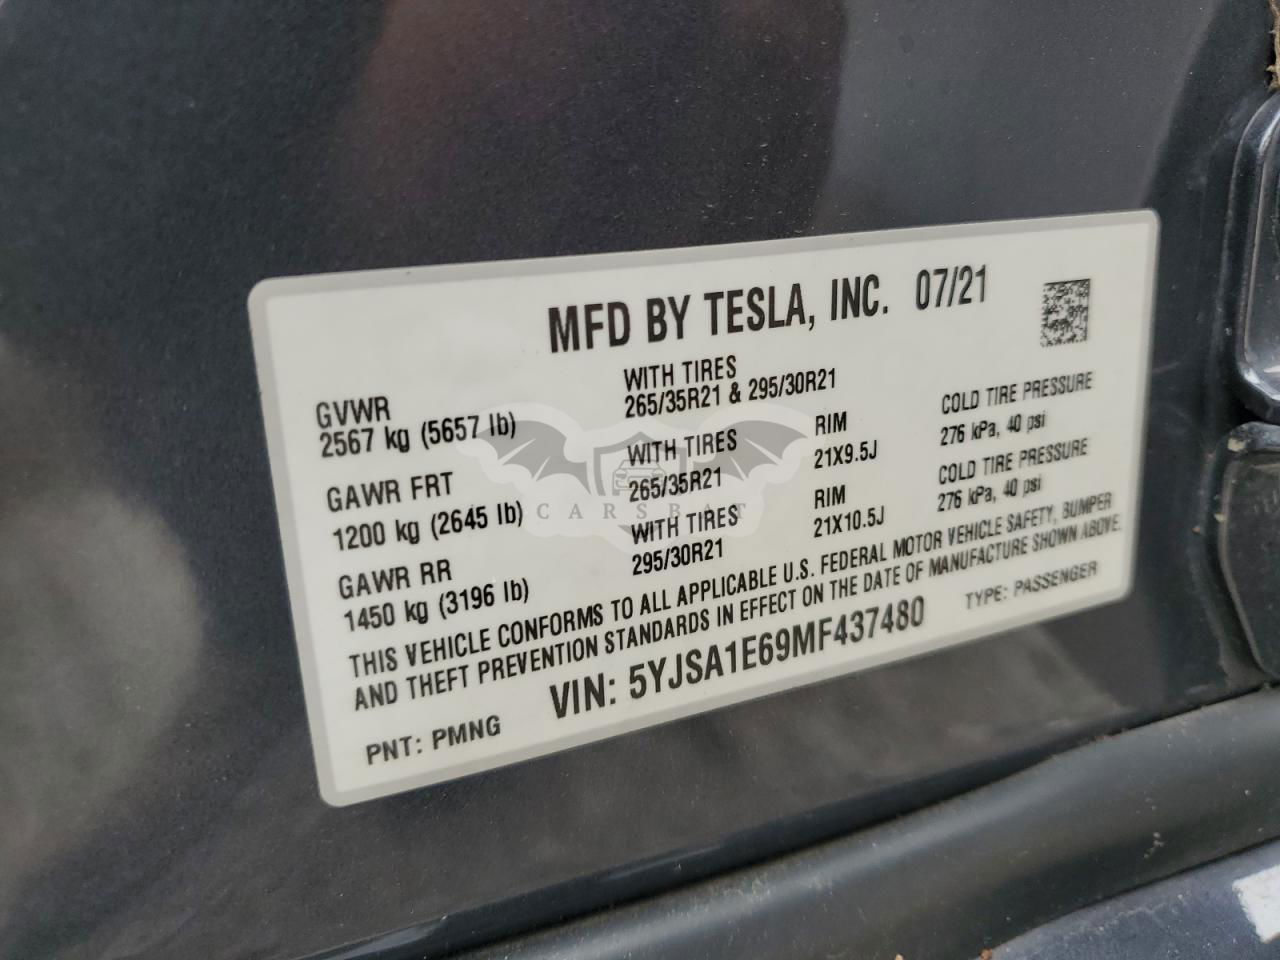 MFD BY TESLA, INC. 07/21
GVWR
2567 kg (5657 lb)
WITH TIRES
265/35R21 & 295/30R21
GAWR FRT
1200 kg (2645 lb)
WITH TIRES
265/35R21
RIM
21X9.5J
COLD TIRE PRESSURE
276 kPa, 40 psi
GAWR RR
1450 kg (3196 lb)
WITH TIRES
295/30R21
RIM
21X10.5J
COLD TIRE PRESSURE
276 kPa, 40 psi
THIS VEHICLE CONFORMS TO ALL APPLICABLE U.S. FEDERAL MOTOR VEHICLE SAFETY, BUMPER
AND THEFT PREVENTION STANDARDS IN EFFECT ON THE DATE OF MANUFACTURE SHOWN ABOVE.
PNT: PMNG
VIN: 5YJSA1E69MF437480
TYPE: PASSENGER
CARSBAT